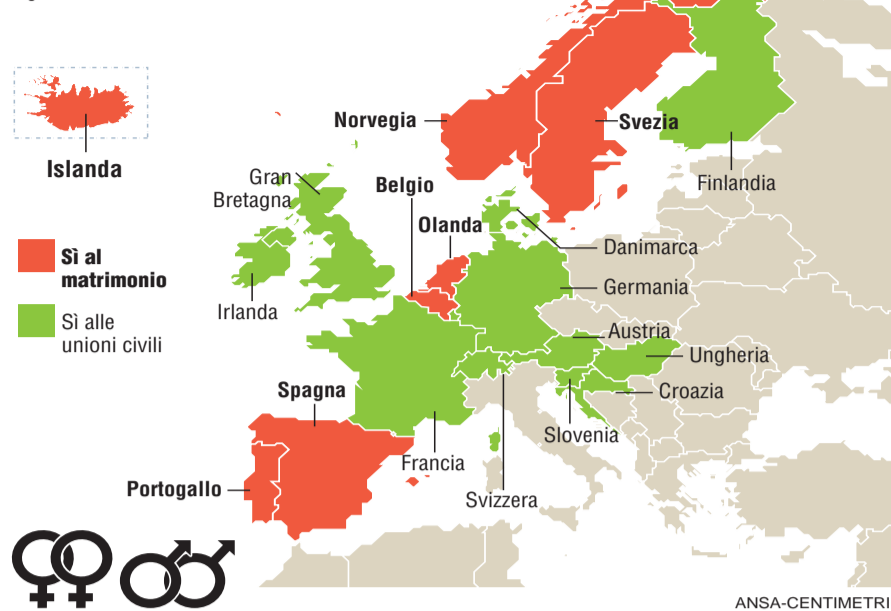 Norvegia
Svezia
Islanda
Gran
Bretagna
Belgio
Finlandia
Olanda
Danimarca
Sì al
matrimonio
Germania
Irlanda
Sì alle
unioni civili
Austria
Ungheria
Spagna
Croazia
Slovenia
Francia
Portogallo
Svizzera
ANSA-CENTIMETRI